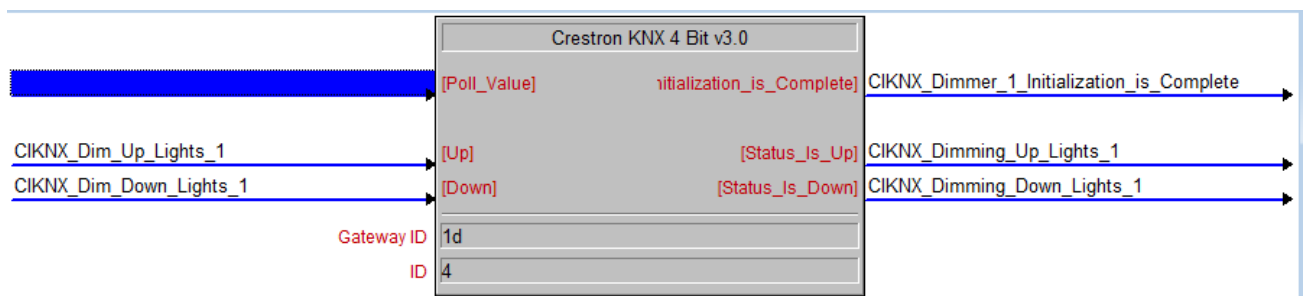 Crestron KNX 4 Bit v3.0
[Poll_Value] nitialization_is_Complete] CIKNX_Dimmer_1_Initialization_is_Complete
CIKNX_Dim_Up_Lights_1 [Up] [Status_Is_Up] CIKNX_Dimming_Up_Lights_1
CIKNX_Dim_Down_Lights_1 [Down] [Status_Is_Down] CIKNX_Dimming_Down_Lights_1
Gateway ID 1d
ID 4